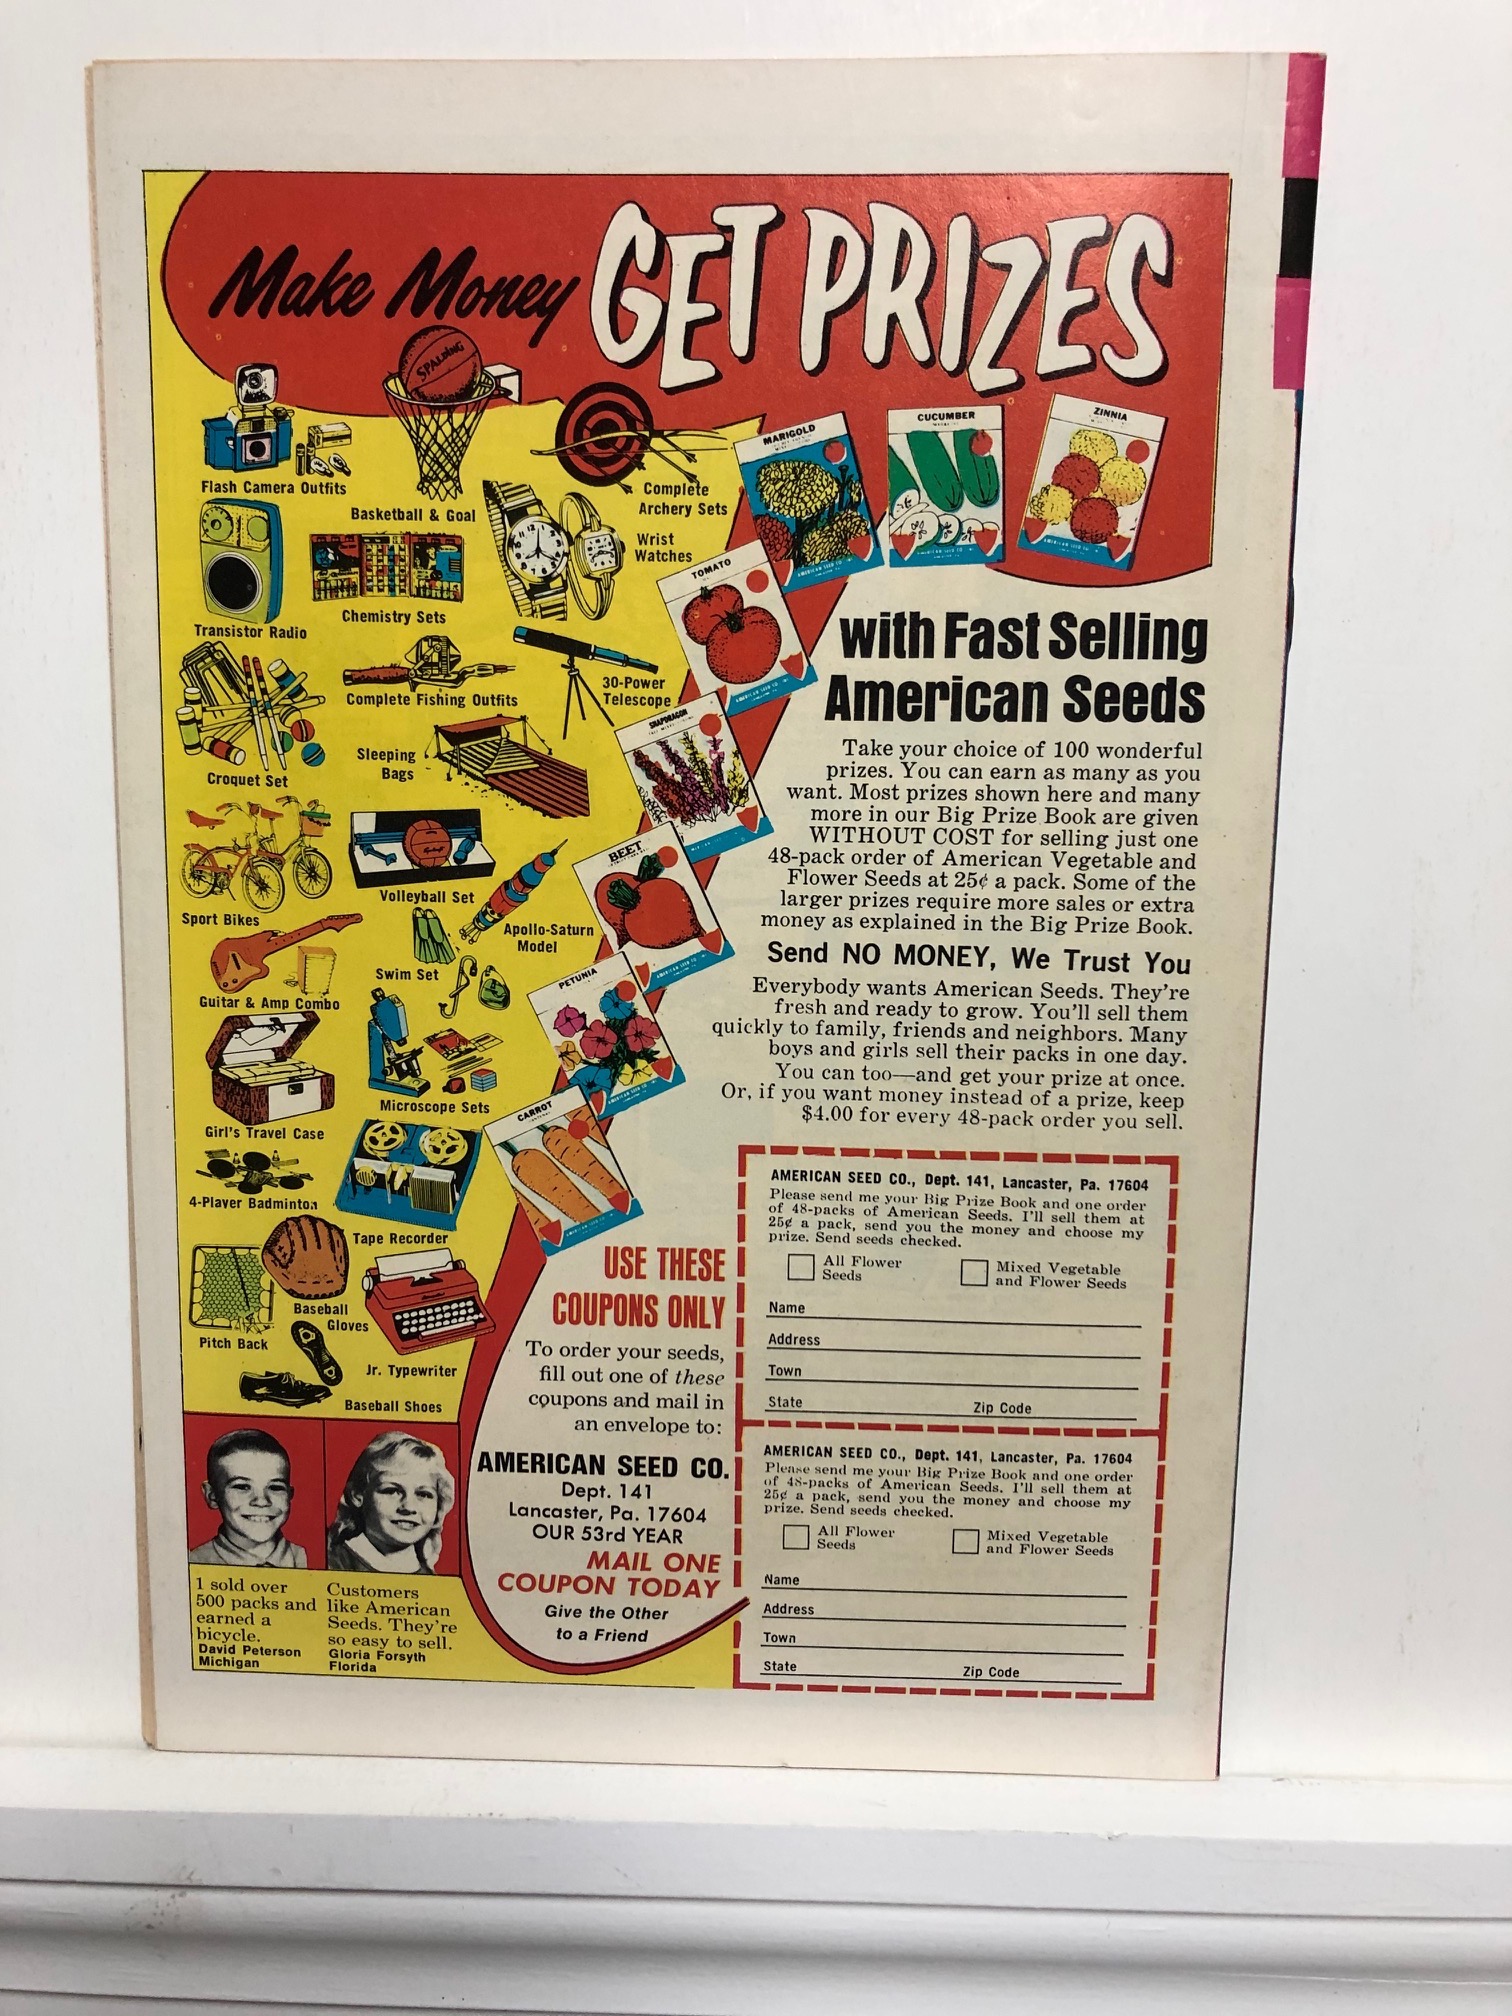 Make Money GET PRIZES
SPALDING
Flash Camera Outfits
Basketball & Goal
Complete
Archery Sets
Wrist
Watches
Transistor Radio
Chemistry Sets
Complete Fishing Outfits
30-Power
Telescope
Croquet Set
Sleeping
Bags
Sport Bikes
Volleyball Set
Apollo-Saturn
Model
Swim Set
Guitar & Amp Combo
Microscope Sets
Girl's Travel Case
4-Player Badminton
Tape Recorder
Baseball
Gloves
Pitch Back
Jr. Typewriter
Baseball Shoes
MARIGOLD
AMERICAN SEED CO
CUCUMBER
AMERICAN SEED CO
ZINNIA
AMERICAN SEED CO
TOMATO
AMERICAN SEED CO
SNAPDRAGON
BEET
PETUNIA
CARROT
with Fast Selling
American Seeds
Take your choice of 100 wonderful
prizes. You can earn as many as you
want. Most prizes shown here and many
more in our Big Prize Book are given
WITHOUT COST for selling just one
48-pack order of American Vegetable and
Flower Seeds at 25¢ a pack. Some of the
larger prizes require more sales or extra
money as explained in the Big Prize Book.
Send NO MONEY, We Trust You
Everybody wants American Seeds. They're
fresh and ready to grow. You'll sell them
quickly to family, friends and neighbors. Many
boys and girls sell their packs in one day.
You can too—and get your prize at once.
Or, if you want money instead of a prize, keep
$4.00 for every 48-pack order you sell.
USE THESE
COUPONS ONLY
To order your seeds,
fill out one of these
coupons and mail in
an envelope to:
AMERICAN SEED CO.
Dept. 141
Lancaster, Pa. 17604
OUR 53rd YEAR
MAIL ONE
COUPON TODAY
Give the Other
to a Friend
AMERICAN SEED CO., Dept. 141, Lancaster, Pa. 17604
Please send me your Big Prize Book and one order
of 48-packs of American Seeds. I'll sell them at
25¢ a pack, send you the money and choose my
prize. Send seeds checked.
All Flower
Seeds
Mixed Vegetable
and Flower Seeds
Name
Address
Town
State Zip Code
AMERICAN SEED CO., Dept. 141, Lancaster, Pa. 17604
Please send me your Big Prize Book and one order
of 48-packs of American Seeds. I'll sell them at
25¢ a pack, send you the money and choose my
prize. Send seeds checked.
All Flower
Seeds
Mixed Vegetable
and Flower Seeds
Name
Address
Town
State Zip Code
I sold over
500 packs and
earned a
bicycle.
David Peterson
Michigan
Customers
like American
Seeds. They're
so easy to sell.
Gloria Forsyth
Florida